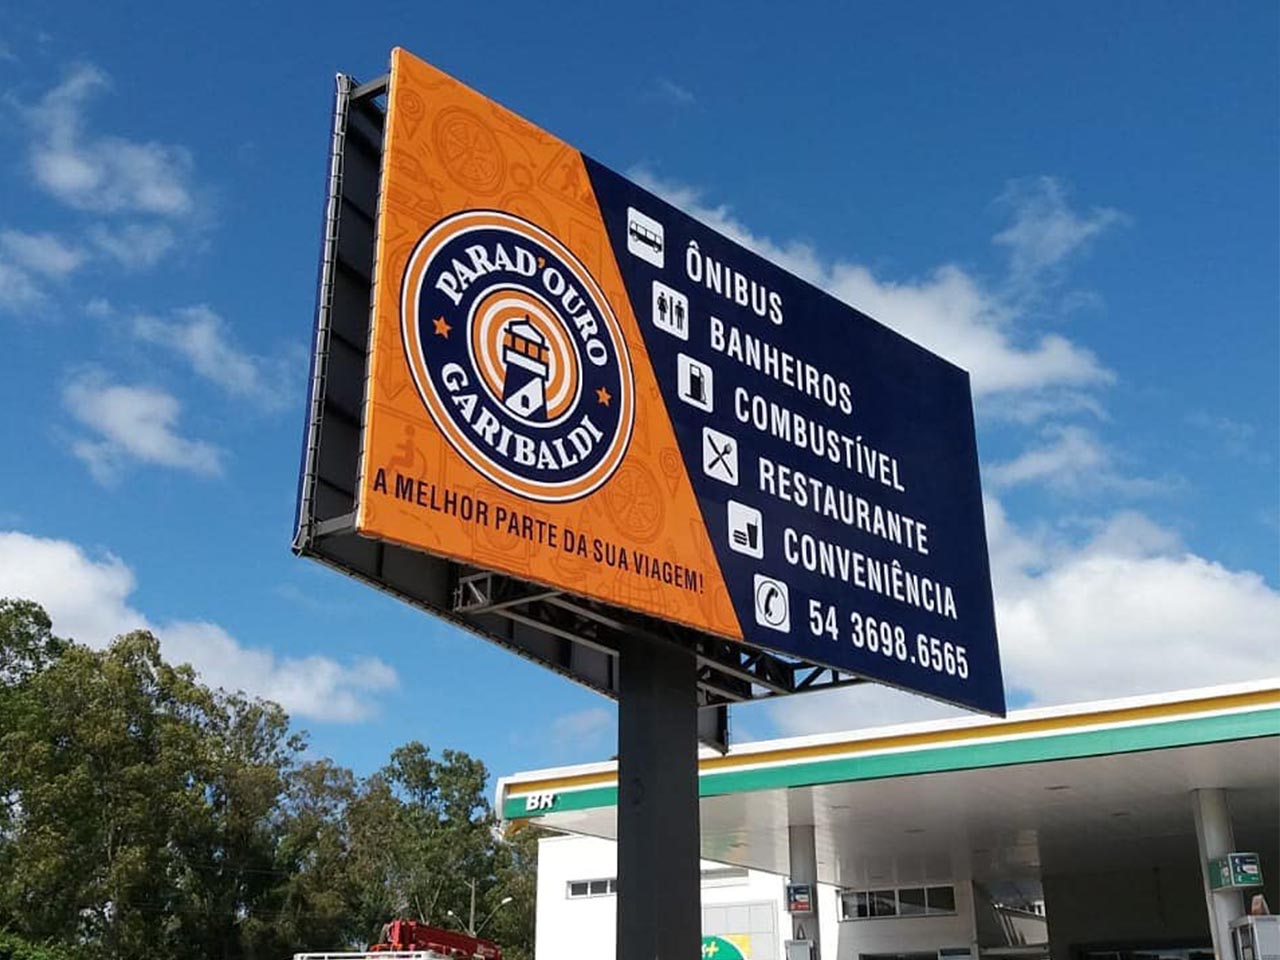 PARAD'OURO
GARIBALDI
A MELHOR PARTE DA SUA VIAGEM!
ÔNIBUS
BANHEIROS
COMBUSTÍVEL
RESTAURANTE
CONVENIÊNCIA
54 3698.6565
BR